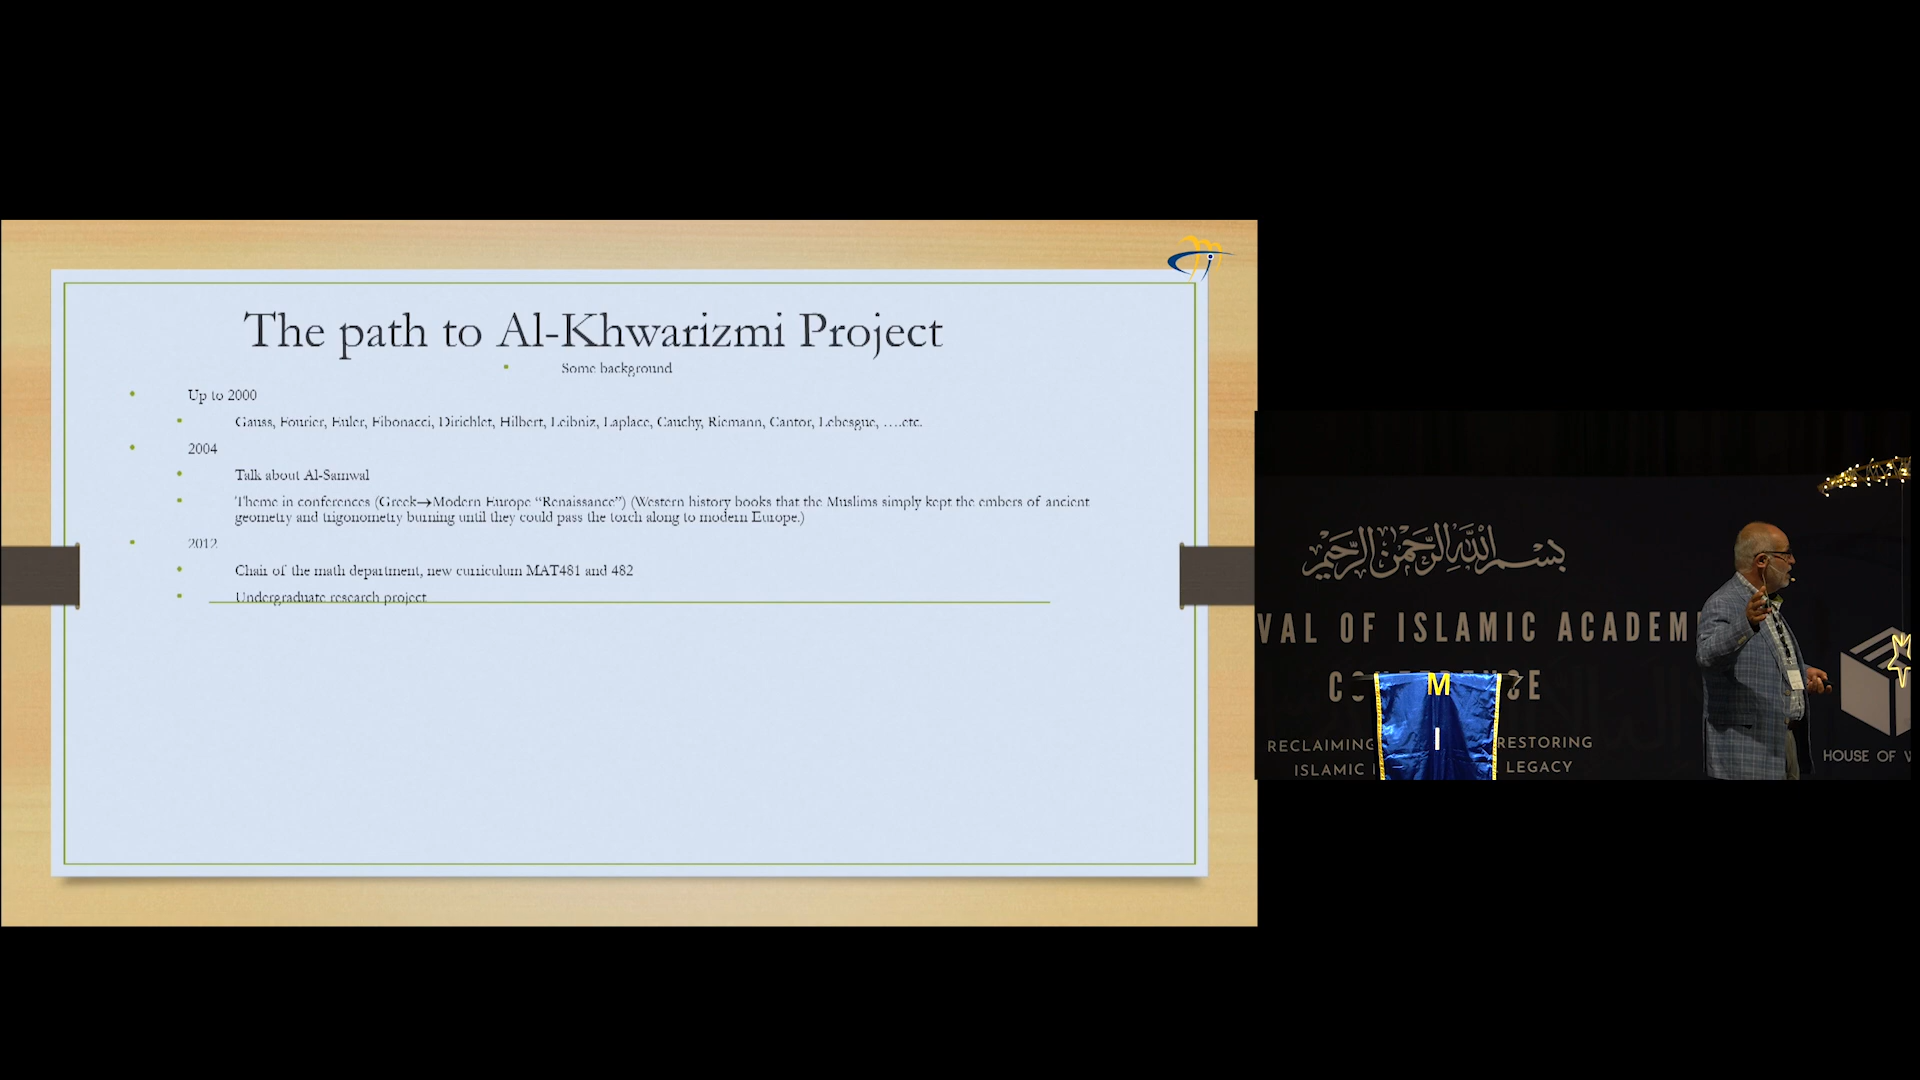 The path to Al-Khwarizmi Project
Some background
Up to 2000
Gauss, Fourier, Euler, Fibonacci, Dirichlet, Hilbert, Leibniz, Laplace, Cauchy, Riemann, Cantor, Lebesgue, ….etc.
2004
Talk about Al-Samwal
Theme in conferences (Greek→Modern Europe “Renaissance”) (Western history books that the Muslims simply kept the embers of ancient
geometry and trigonometry burning until they could pass the torch along to modern Europe.)
2012
Chair of the math department, new curriculum MAT481 and 482
Undergraduate research project
بسم الله الرحمن الرحيم
VAL OF ISLAMIC ACADEM
M
I
RECLAIMING RESTORING
ISLAMIC LEGACY
HOUSE OF